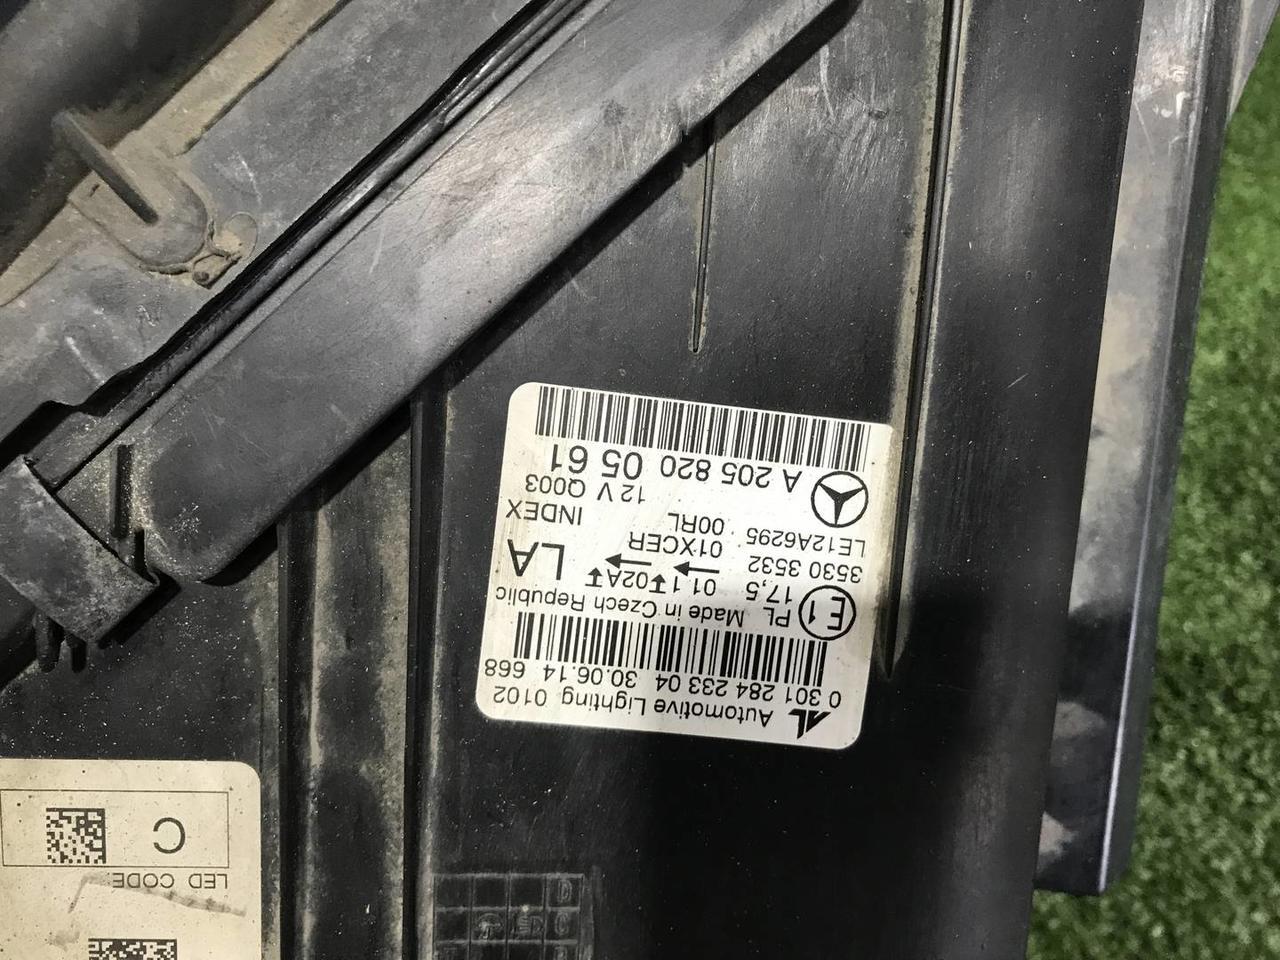 Automotive Lighting 0102
0 301 284 233 04 30.06.14 668
E1 PL Made in Czech Republic
17,5 01.1 02A
3530 3532 LA
LE12A6295 01XCER
00RL INDEX
12 V Q003
A 205 820 05 61
LED CODE:
C